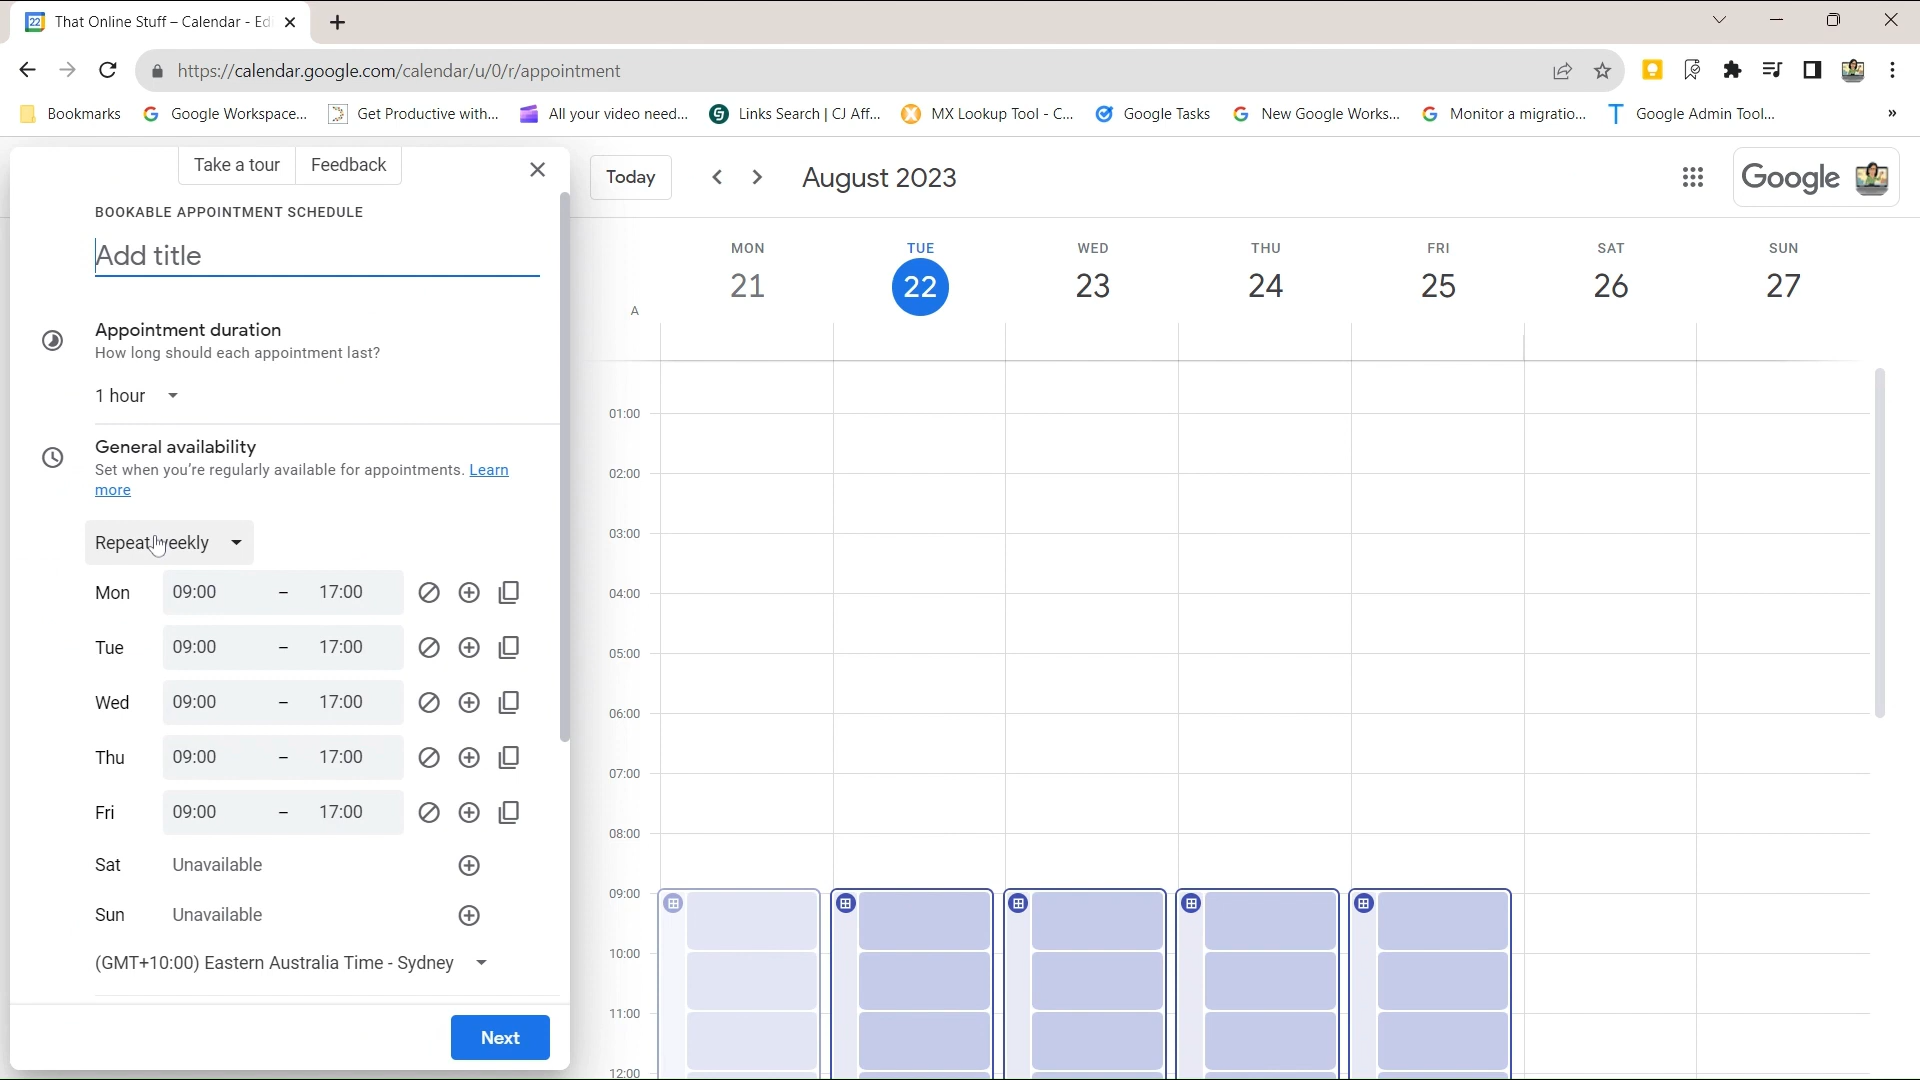 That Online Stuff – Calendar - Edi
https://calendar.google.com/calendar/u/0/r/appointment
Bookmarks
Google Workspace...
Get Productive with...
All your video need...
Links Search | CJ Aff...
MX Lookup Tool - C...
Google Tasks
New Google Works...
Monitor a migratio...
Google Admin Tool...
»
Take a tour
Feedback
BOOKABLE APPOINTMENT SCHEDULE
Add title
Appointment duration
How long should each appointment last?
1 hour
General availability
Set when you're regularly available for appointments. Learn
more
Repeat weekly
Mon 09:00 – 17:00
Tue 09:00 – 17:00
Wed 09:00 – 17:00
Thu 09:00 – 17:00
Fri 09:00 – 17:00
Sat Unavailable
Sun Unavailable
(GMT+10:00) Eastern Australia Time - Sydney
Next
Today
August 2023
Google
MON TUE WED THU FRI SAT SUN
21 22 23 24 25 26 27
A
01:00
02:00
03:00
04:00
05:00
06:00
07:00
08:00
09:00
10:00
11:00
12:00